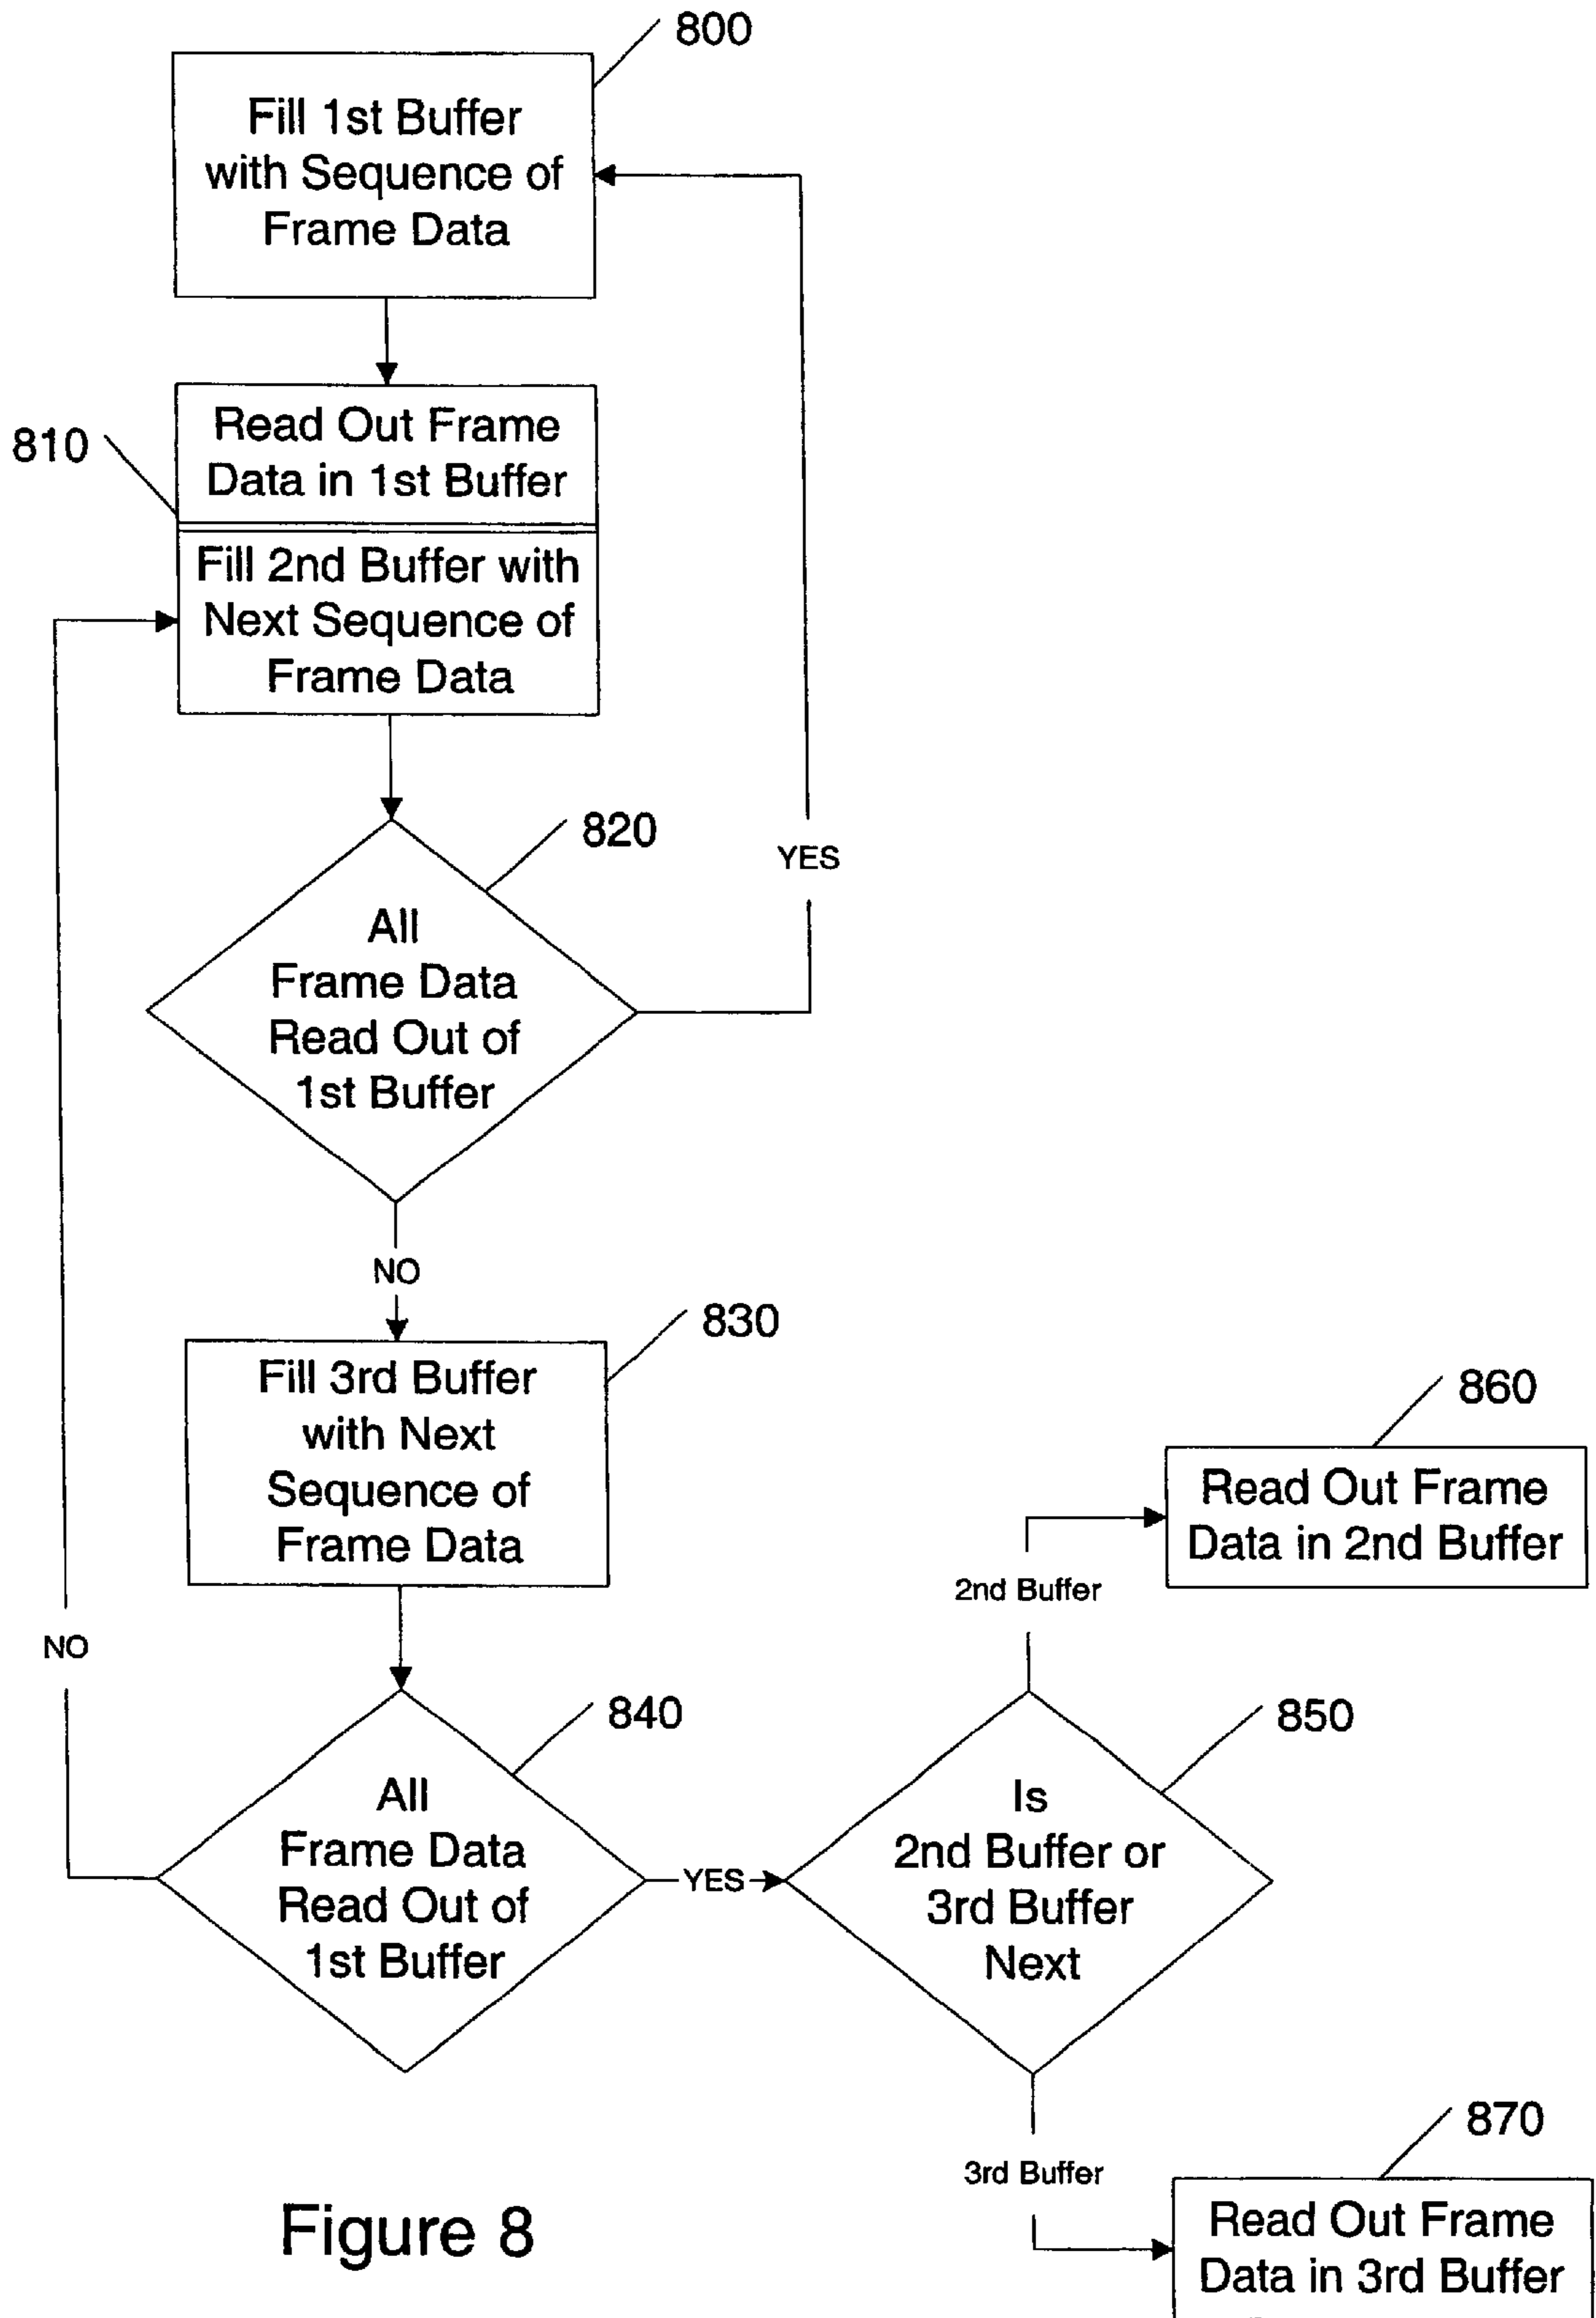 800
Fill 1st Buffer
with Sequence of
Frame Data
810
Read Out Frame
Data in 1st Buffer
Fill 2nd Buffer with
Next Sequence of
Frame Data
820
YES
All
Frame Data
Read Out of
1st Buffer
NO
830
Fill 3rd Buffer
with Next
Sequence of
Frame Data
860
Read Out Frame
Data in 2nd Buffer
2nd Buffer
NO
840
All
Frame Data
Read Out of
1st Buffer
YES
850
Is
2nd Buffer or
3rd Buffer
Next
870
3rd Buffer
Read Out Frame
Data in 3rd Buffer
Figure 8